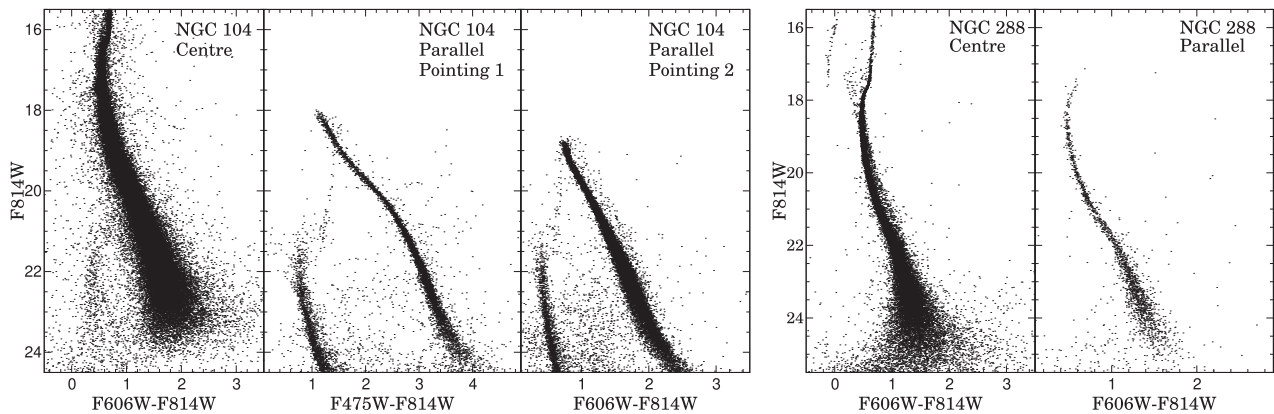 NGC 104
Centre
NGC 104
Parallel
Pointing 1
NGC 104
Parallel
Pointing 2
F814W
16
18
20
22
24
0 1 2 3
1 2 3 4
1 2 3
F606W-F814W
F475W-F814W
F606W-F814W
NGC 288
Centre
NGC 288
Parallel
F814W
16
18
20
22
24
0 1 2 3
1 2
F606W-F814W
F606W-F814W